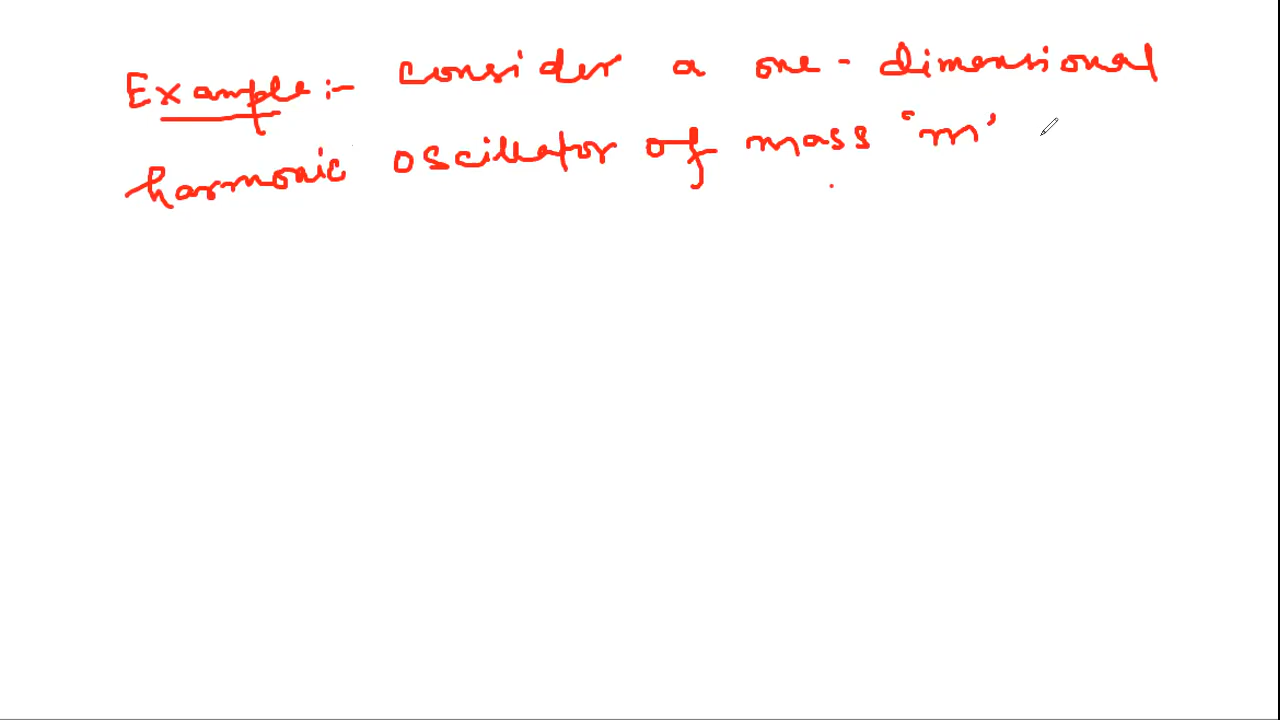 Example:- consider a one-dimensional
harmonic oscillator of mass 'm'